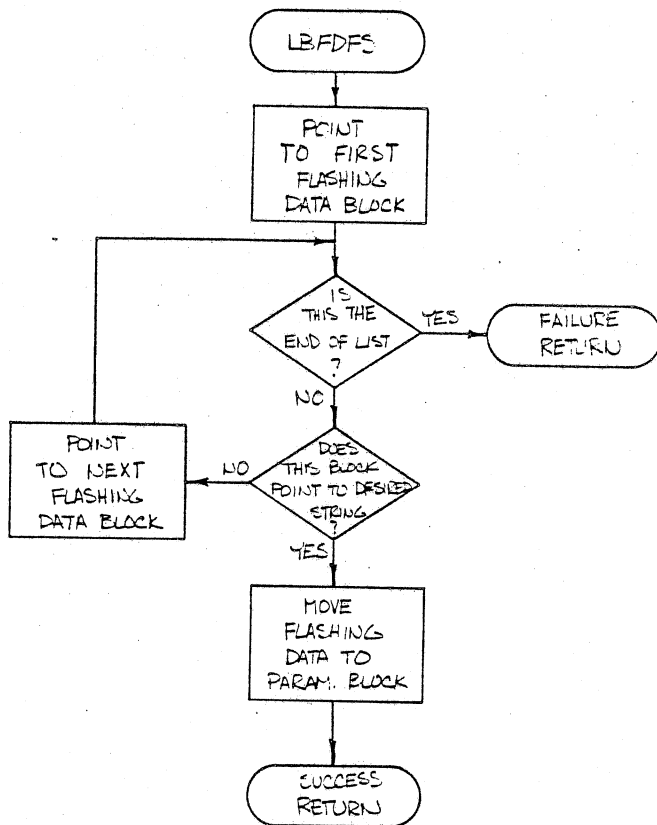 LBFDFS
POINT
TO FIRST
FLASHING
DATA BLOCK
IS
THIS THE
END OF LIST
?
YES
FAILURE
RETURN
NO
DOES
THIS BLOCK
POINT TO DESIRED
STRING
?
NO
POINT
TO NEXT
FLASHING
DATA BLOCK
YES
MOVE
FLASHING
DATA TO
PARAM. BLOCK
SUCCESS
RETURN